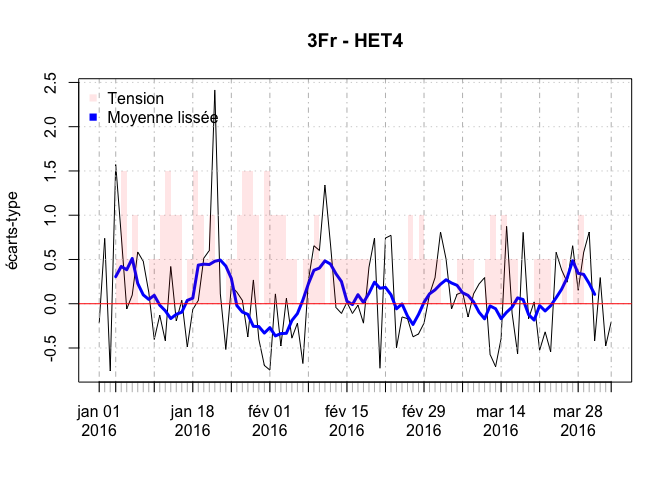 3Fr - HET4
écarts-type
2.5
2.0
1.5
1.0
0.5
0.0
-0.5
Tension
Moyenne lissée
jan 01 jan 18 fév 01 fév 15 fév 29 mar 14 mar 28
2016 2016 2016 2016 2016 2016 2016